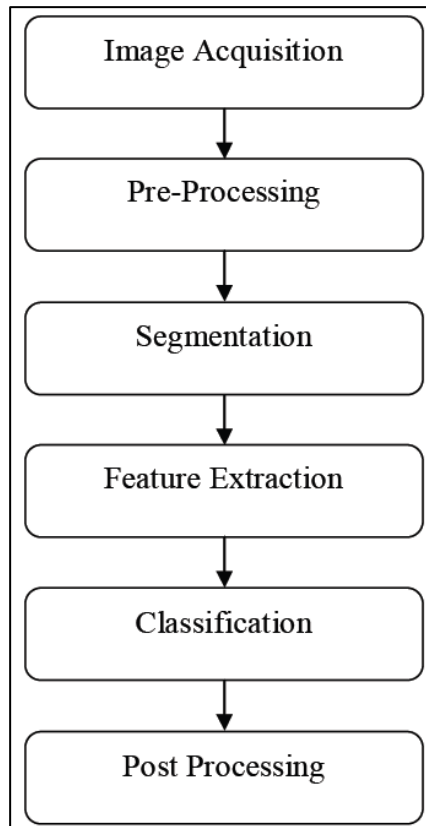 Image Acquisition
Pre-Processing
Segmentation
Feature Extraction
Classification
Post Processing